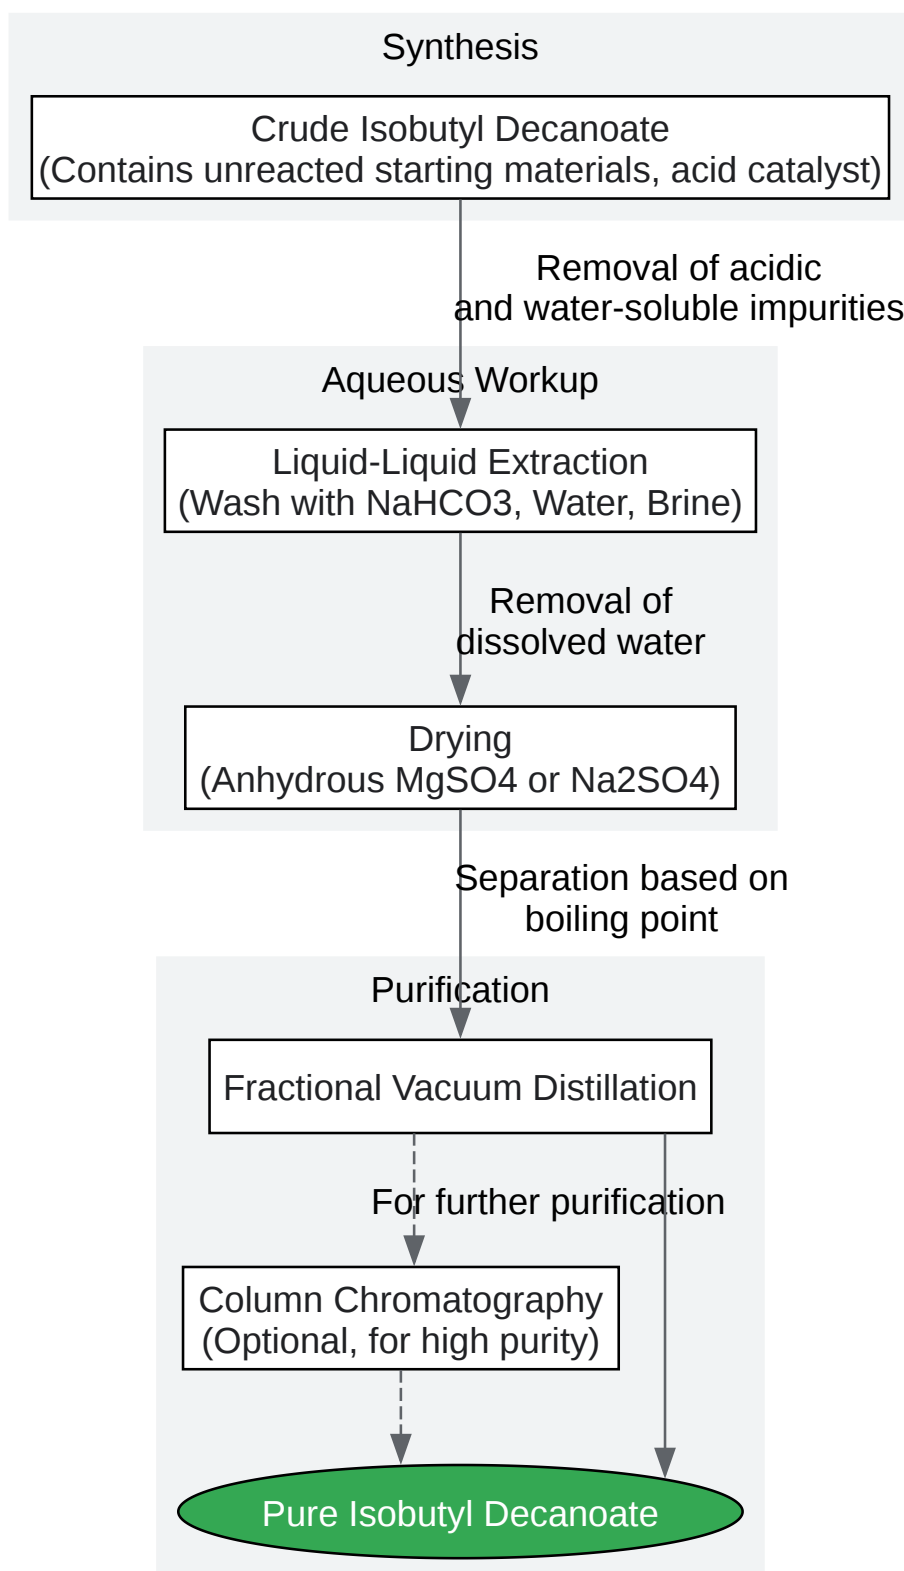 Synthesis
Crude Isobutyl Decanoate
(Contains unreacted starting materials, acid catalyst)
Removal of acidic
and water-soluble impurities
Aqueous Workup
Liquid-Liquid Extraction
(Wash with NaHCO3, Water, Brine)
Removal of
dissolved water
Drying
(Anhydrous MgSO4 or Na2SO4)
Separation based on
boiling point
Purification
Fractional Vacuum Distillation
For further purification
Column Chromatography
(Optional, for high purity)
Pure Isobutyl Decanoate